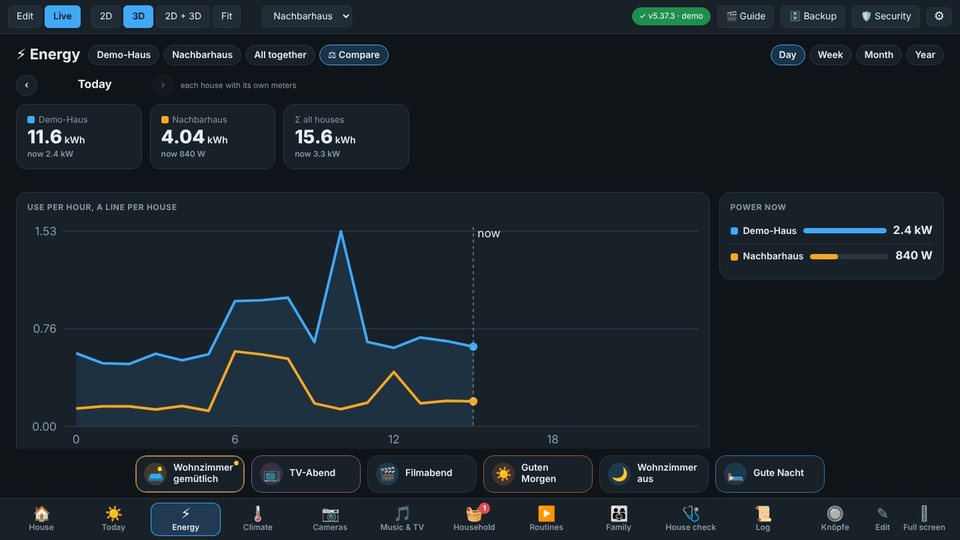 Edit Live 2D 3D 2D + 3D Fit Nachbarhaus ✓ v5.37.3 · demo Guide Backup Security
⚡ Energy Demo-Haus Nachbarhaus All together ⚖ Compare Day Week Month Year
‹ Today › each house with its own meters
Demo-Haus
11.6 kWh
now 2.4 kW
Nachbarhaus
4.04 kWh
now 840 W
Σ all houses
15.6 kWh
now 3.3 kW
USE PER HOUR, A LINE PER HOUSE
1.53
now
0.76
0.00
0 6 12 18
POWER NOW
Demo-Haus 2.4 kW
Nachbarhaus 840 W
Wohnzimmer
gemütlich
TV-Abend
Filmabend
Guten
Morgen
Wohnzimmer
aus
Gute Nacht
1
House Today Energy Climate Cameras Music & TV Household Routines Family House check Log Knöpfe Edit Full screen